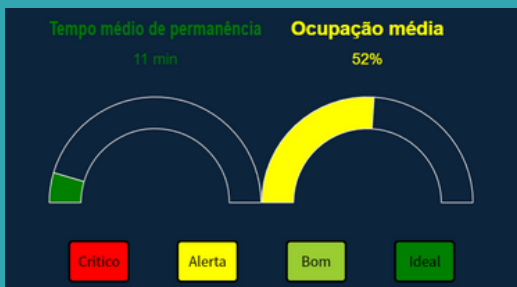 Tempo médio de permanência
Ocupação média
11 min
52%
Crítico
Alerta
Bom
Ideal